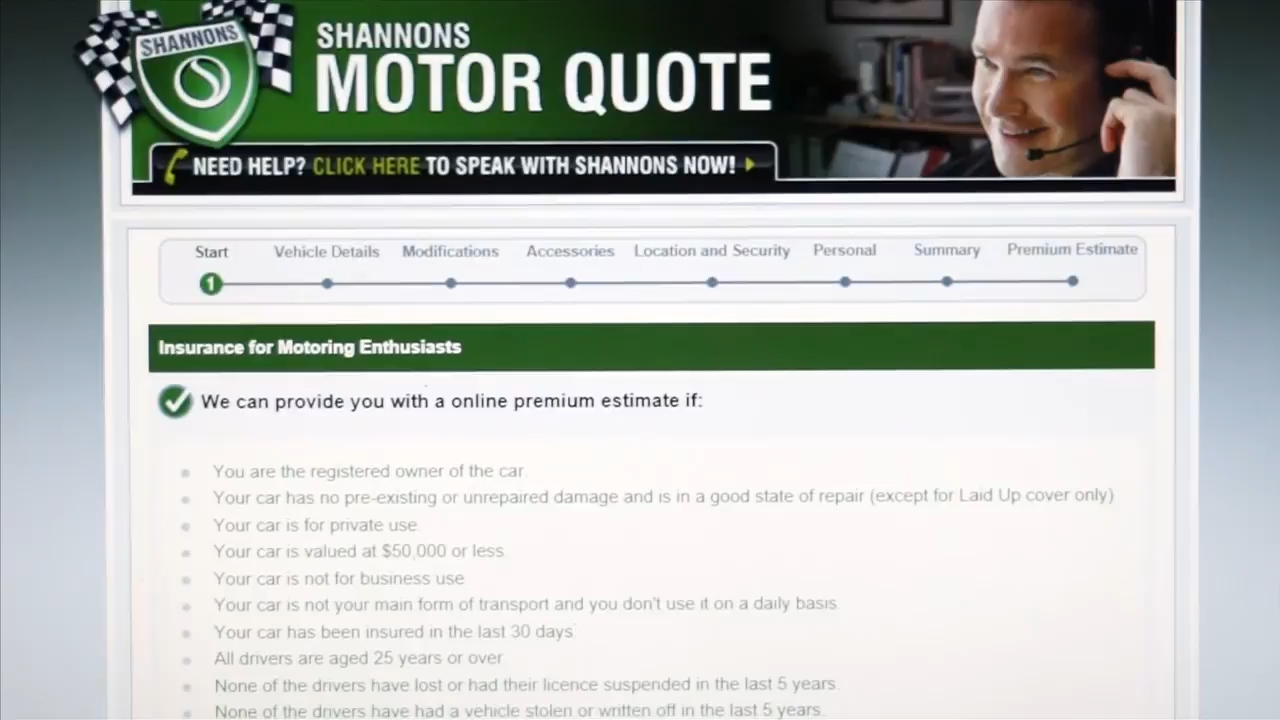 SHANNONS
SHANNONS
MOTOR QUOTE
NEED HELP? CLICK HERE TO SPEAK WITH SHANNONS NOW!
Start Vehicle Details Modifications Accessories Location and Security Personal Summary Premium Estimate
1
Insurance for Motoring Enthusiasts
We can provide you with a online premium estimate if:
You are the registered owner of the car
Your car has no pre-existing or unrepaired damage and is in a good state of repair (except for Laid Up cover only)
Your car is for private use
Your car is valued at $50,000 or less
Your car is not for business use
Your car is not your main form of transport and you don't use it on a daily basis
Your car has been insured in the last 30 days
All drivers are aged 25 years or over
None of the drivers have lost or had their licence suspended in the last 5 years.
None of the drivers have had a vehicle stolen or written off in the last 5 years.